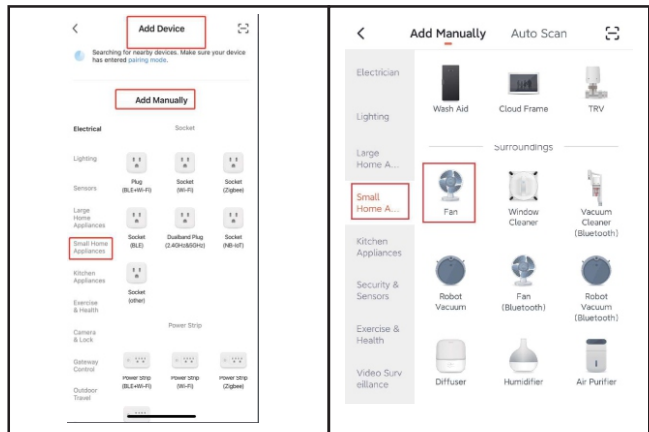 Add Device
Searching for nearby devices. Make sure your device
has entered pairing mode.
Add Manually
Electrical
Socket
Lighting
Sensors
Plug
(BLE+Wi-Fi)
Socket
(Wi-Fi)
Socket
(Zigbee)
Large
Home
Appliances
Small Home
Appliances
Socket
(BLE)
Dualband Plug
(2.4GHz&5GHz)
Socket
(NB-IoT)
Kitchen
Appliances
Socket
(other)
Exercise
& Health
Power Strip
Camera
& Lock
Gateway
Control
Power Strip
(BLE+Wi-Fi)
Power Strip
(Wi-Fi)
Power Strip
(Zigbee)
Outdoor
Travel
Add Manually Auto Scan
Electrician
Lighting
Large
Home A...
Small
Home A...
Kitchen
Appliances
Security &
Sensors
Exercise &
Health
Video Surv
eillance
Wash Aid
Cloud Frame
TRV
Surroundings
Fan
Window
Cleaner
Vacuum
Cleaner
(Bluetooth)
Robot
Vacuum
Fan
(Bluetooth)
Robot
Vacuum
(Bluetooth)
Diffuser
Humidifier
Air Purifier